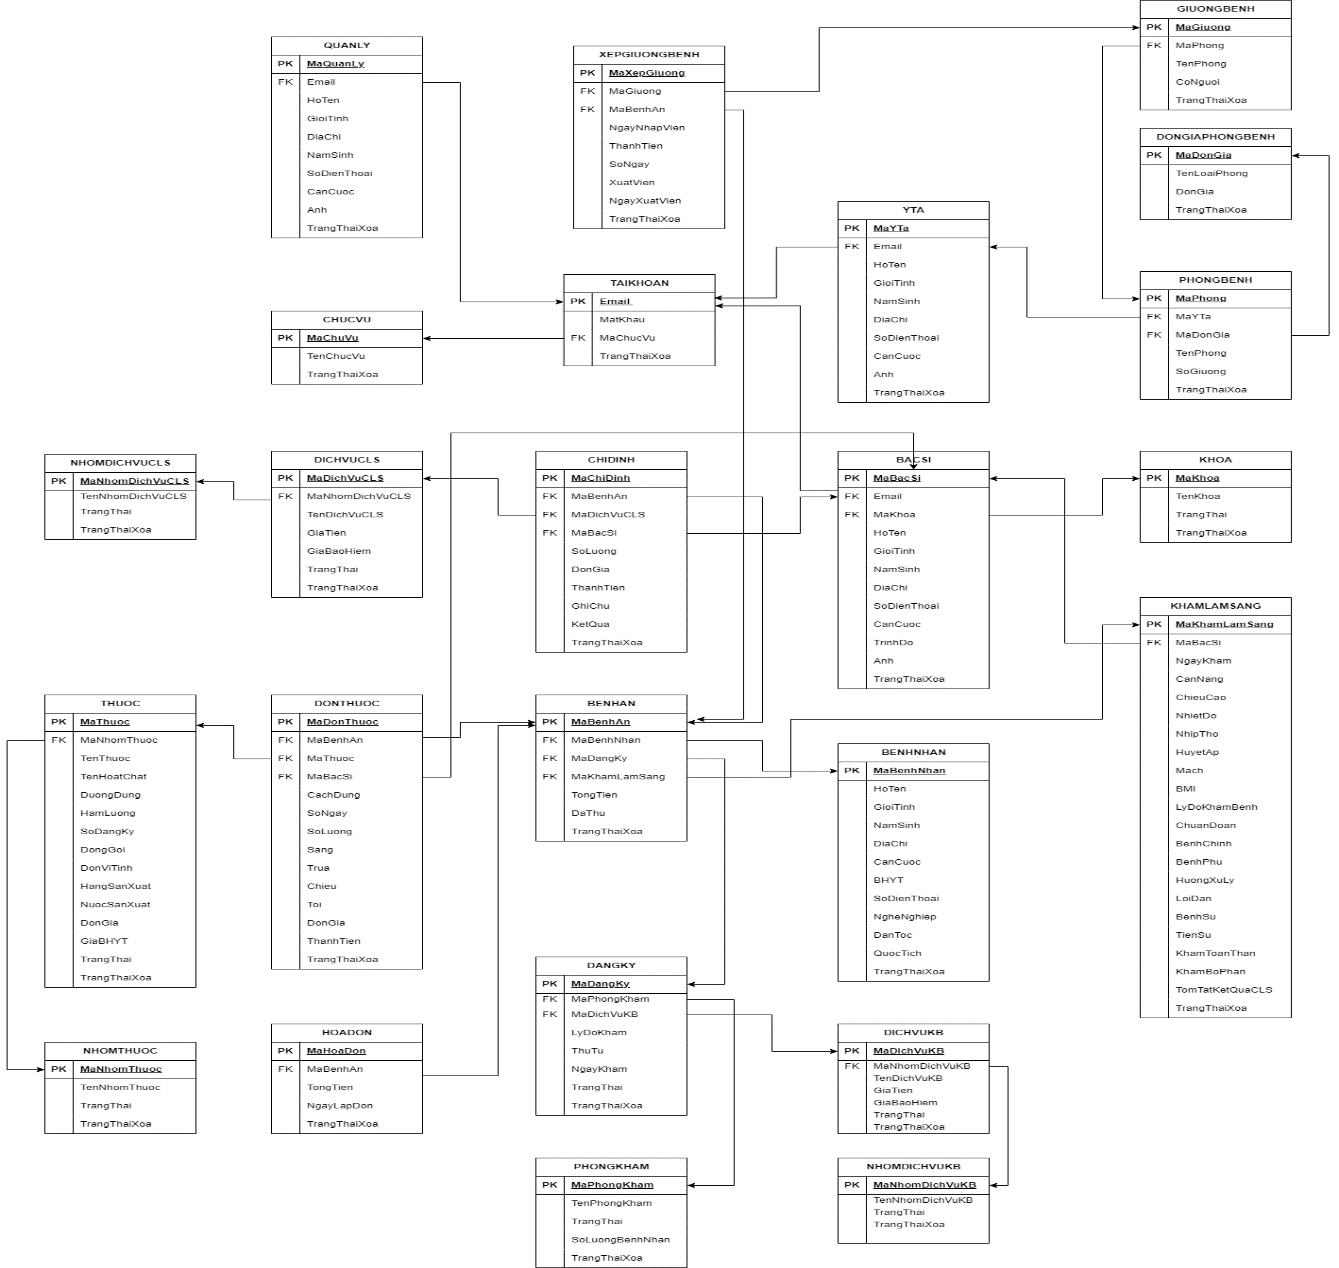 GIUONGBENH
PK MaGiuong
FK MaPhong
TenPhong
CoNguoi
TrangThaiXoa
QUANLY
PK MaQuanLy
FK Email
HoTen
GioiTinh
DiaChi
NamSinh
SoDienThoai
CanCuoc
Anh
TrangThaiXoa
XEPGIUONGBENH
PK MaXepGiuong
FK MaGiuong
FK MaBenhAn
NgayNhapVien
ThanhTien
SoNgay
XuatVien
NgayXuatVien
TrangThaiXoa
DONGIAPHONGBENH
PK MaDonGia
TenLoaiPhong
DonGia
TrangThaiXoa
YTA
PK MaYTa
FK Email
HoTen
GioiTinh
NamSinh
DiaChi
SoDienThoai
CanCuoc
Anh
TrangThaiXoa
PHONGBENH
PK MaPhong
FK MaYTa
FK MaDonGia
TenPhong
SoGiuong
TrangThaiXoa
TAIKHOAN
PK Email
MatKhau
FK MaChucVu
TrangThaiXoa
CHUCVU
PK MaChuVu
TenChucVu
TrangThaiXoa
NHOMDICHVUCLS
PK MaNhomDichVuCLS
TenNhomDichVuCLS
TrangThai
TrangThaiXoa
DICHVUCLS
PK MaDichVuCLS
FK MaNhomDichVuCLS
TenDichVuCLS
GiaTien
GiaBaoHiem
TrangThai
TrangThaiXoa
CHIDINH
PK MaChiDinh
FK MaBenhAn
FK MaDichVuCLS
FK MaBacSi
SoLuong
DonGia
ThanhTien
GhiChu
KetQua
TrangThaiXoa
BACSI
PK MaBacSi
FK Email
FK MaKhoa
HoTen
GioiTinh
NamSinh
DiaChi
SoDienThoai
CanCuoc
TrinhDo
Anh
TrangThaiXoa
KHOA
PK MaKhoa
TenKhoa
TrangThai
TrangThaiXoa
KHAMLAMSANG
PK MaKhamLamSang
FK MaBacSi
NgayKham
CanNang
ChieuCao
NhietDo
NhipTho
HuyetAp
Mach
BMI
LyDoKhamBenh
ChuanDoan
BenhChinh
BenhPhu
HuongXuLy
LoiDan
BenhSu
TienSu
KhamToanThan
KhamBoPhan
TomTatKetQuaCLS
TrangThaiXoa
THUOC
PK MaThuoc
FK MaNhomThuoc
TenThuoc
TenHoatChat
DuongDung
HamLuong
SoDangKy
DongGoi
DonViTinh
HangSanXuat
NuocSanXuat
DonGia
GiaBHYT
TrangThai
TrangThaiXoa
DONTHUOC
PK MaDonThuoc
FK MaBenhAn
FK MaThuoc
FK MaBacSi
CachDung
SoNgay
SoLuong
Sang
Trua
Chieu
Toi
DonGia
ThanhTien
TrangThaiXoa
BENHAN
PK MaBenhAn
FK MaBenhNhan
FK MaDangKy
FK MaKhamLamSang
TongTien
DaThu
TrangThaiXoa
BENHNHAN
PK MaBenhNhan
HoTen
GioiTinh
NamSinh
DiaChi
CanCuoc
BHYT
SoDienThoai
NgheNghiep
DanToc
QuocTich
TrangThaiXoa
DANGKY
PK MaDangKy
FK MaPhongKham
FK MaDichVuKB
LyDoKham
ThuTu
NgayKham
TrangThai
TrangThaiXoa
NHOMTHUOC
PK MaNhomThuoc
TenNhomThuoc
TrangThai
TrangThaiXoa
HOADON
PK MaHoaDon
FK MaBenhAn
TongTien
NgayLapDon
TrangThaiXoa
DICHVUKB
PK MaDichVuKB
FK MaNhomDichVuKB
TenDichVuKB
GiaTien
GiaBaoHiem
TrangThai
TrangThaiXoa
PHONGKHAM
PK MaPhongKham
TenPhongKham
TrangThai
SoLuongBenhNhan
TrangThaiXoa
NHOMDICHVUKB
PK MaNhomDichVuKB
TenNhomDichVuKB
TrangThai
TrangThaiXoa